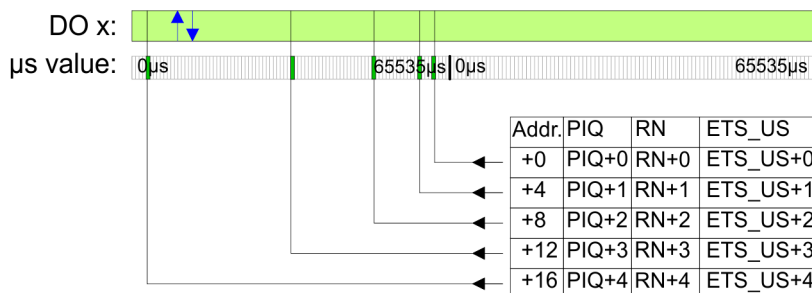 DO x:
µs value: 0µs 65535µs 0µs 65535µs
Addr. PIQ RN ETS_US
+0 PIQ+0 RN+0 ETS_US+0
+4 PIQ+1 RN+1 ETS_US+1
+8 PIQ+2 RN+2 ETS_US+2
+12 PIQ+3 RN+3 ETS_US+3
+16 PIQ+4 RN+4 ETS_US+4